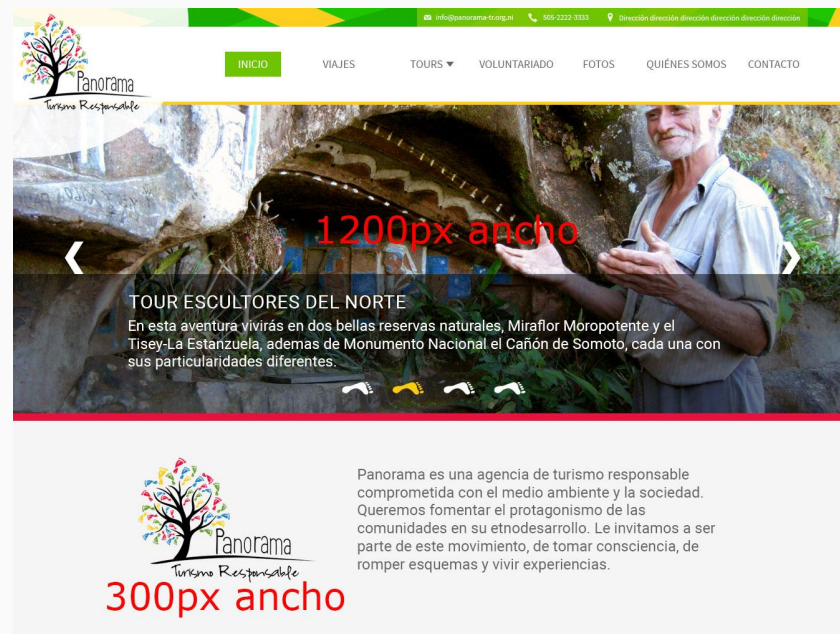 info@panorama-tr.org.ni 505-2222-3333 Dirección dirección dirección dirección dirección dirección
Panorama
Turismo Responsable
INICIO VIAJES TOURS VOLUNTARIADO FOTOS QUIÉNES SOMOS CONTACTO
1200px ancho
TOUR ESCULTORES DEL NORTE
En esta aventura vivirás en dos bellas reservas naturales, Miraflor Moropotente y el
Tisey-La Estanzuela, ademas de Monumento Nacional el Cañón de Somoto, cada una con
sus particularidades diferentes.
Panorama
Turismo Responsable
300px ancho
Panorama es una agencia de turismo responsable
comprometida con el medio ambiente y la sociedad.
Queremos fomentar el protagonismo de las
comunidades en su etnodesarrollo. Le invitamos a ser
parte de este movimiento, de tomar consciencia, de
romper esquemas y vivir experiencias.